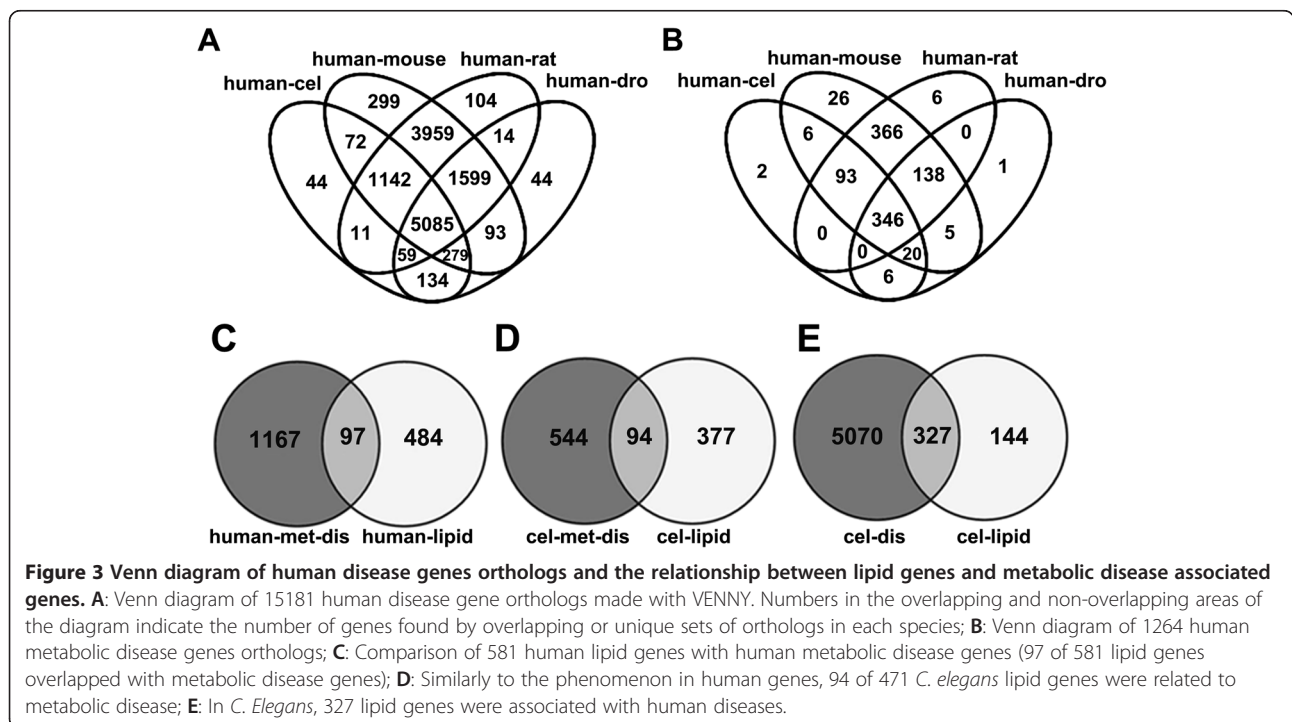 A
human-mouse human-rat
human-cel human-dro
299 104
72 3959 14
44 1142 1599 44
5085
11 93
59 279
134
B
human-mouse human-rat
human-cel human-dro
26 6
6 366 0
2 93 138 1
346
0 5
0 20
6
C
1167 97 484
human-met-dis human-lipid
D
544 94 377
cel-met-dis cel-lipid
E
5070 327 144
cel-dis cel-lipid
Figure 3 Venn diagram of human disease genes orthologs and the relationship between lipid genes and metabolic disease associated
genes. A: Venn diagram of 15181 human disease gene orthologs made with VENNY. Numbers in the overlapping and non-overlapping areas of
the diagram indicate the number of genes found by overlapping or unique sets of orthologs in each species; B: Venn diagram of 1264 human
metabolic disease genes orthologs; C: Comparison of 581 human lipid genes with human metabolic disease genes (97 of 581 lipid genes
overlapped with metabolic disease genes); D: Similarly to the phenomenon in human genes, 94 of 471 C. elegans lipid genes were related to
metabolic disease; E: In C. Elegans, 327 lipid genes were associated with human diseases.